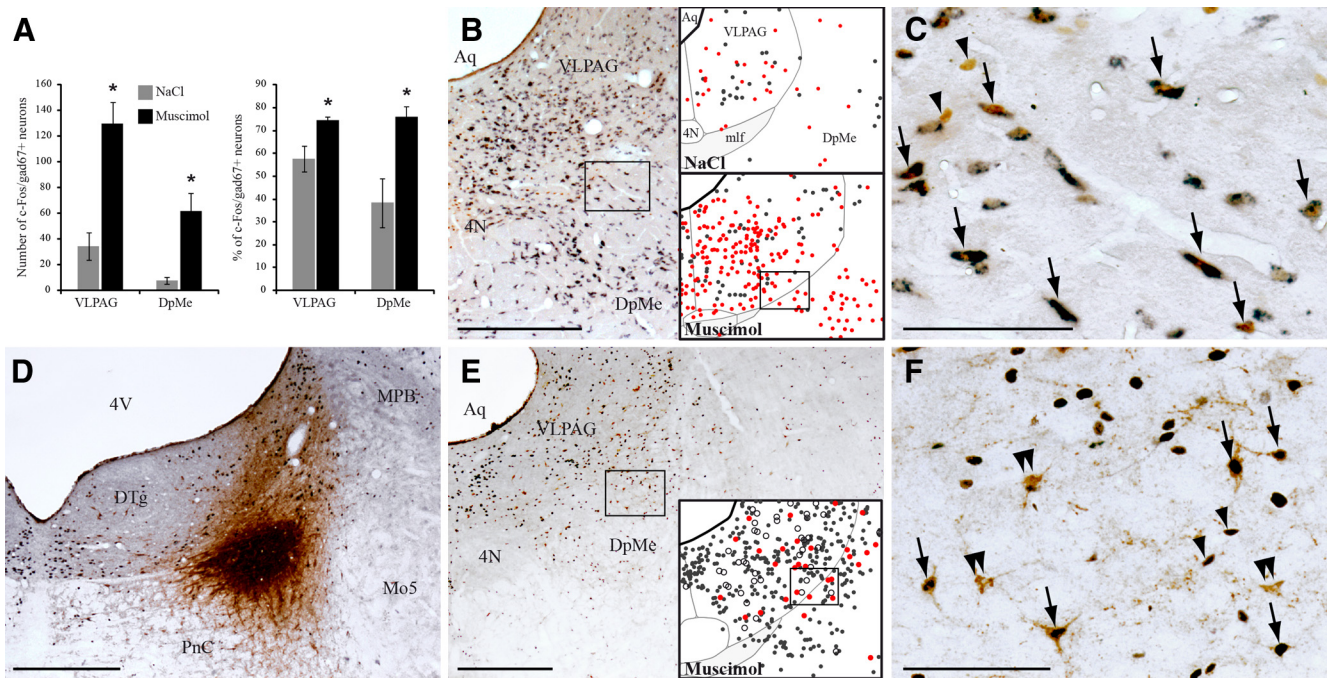 A
Number of c-Fos/gad67+ neurons
160
140
120
100
80
60
40
20
0
*
*
NaCl
Muscimol
VLPAG
DpMe
% of c-Fos/gad67+ neurons
90
80
70
60
50
40
30
20
10
0
*
*
VLPAG
DpMe
B
Aq
VLPAG
4N
DpMe
Aq
VLPAG
4N
mlf
DpMe
NaCl
Muscimol
C
D
4V
MPB
DTg
Mo5
PnC
E
Aq
VLPAG
4N
DpMe
Muscimol
F